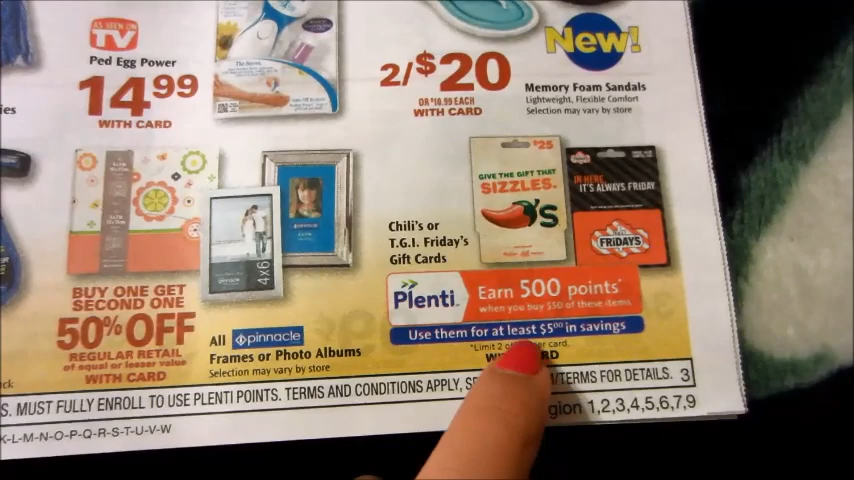 AS SEEN ON
TV
Ped Egg Power
14.99
WITH CARD
2/$20
OR $10.99 EACH
WITH CARD
New!
Memory Foam Sandals
Lightweight, Flexible Comfort
Selection may vary by store
ies
4x6
BUY ONE GET
SECOND ONE
50% OFF
REGULAR RETAIL
of equal or lesser value
WITH CARD
All pinnacle
Frames or Photo Albums
Selection may vary by store
Chili's or
T.G.I. Friday's
Gift Cards
$25
GIVE THE GIFT THAT
SIZZLES.
'S
IN HERE,
IT'S ALWAYS FRIDAY
FRiDAYS
Plenti
Earn 500 points*
when you buy $50 of these items
Use them for at least $5.00 in savings
*Limit 2 card.
RD
S. MUST FULLY ENROLL TO USE PLENTI POINTS. TERMS AND CONDITIONS APPLY, M/TERMS FOR DETAILS. 3
gion 1,2,3,4,5,6,7,9
K-L-M-N-O-P-Q-R-S-T-U-V-W